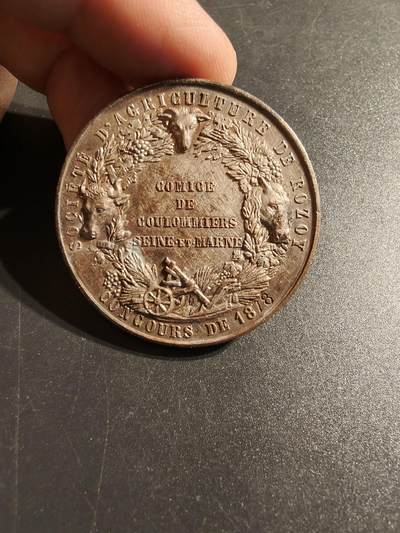 SOCIÉTÉ D'AGRICULTURE DE ROZOY
COMICE
DE
COULOMMIERS
SEINE-ET-MARNE
CONCOURS DE 1878